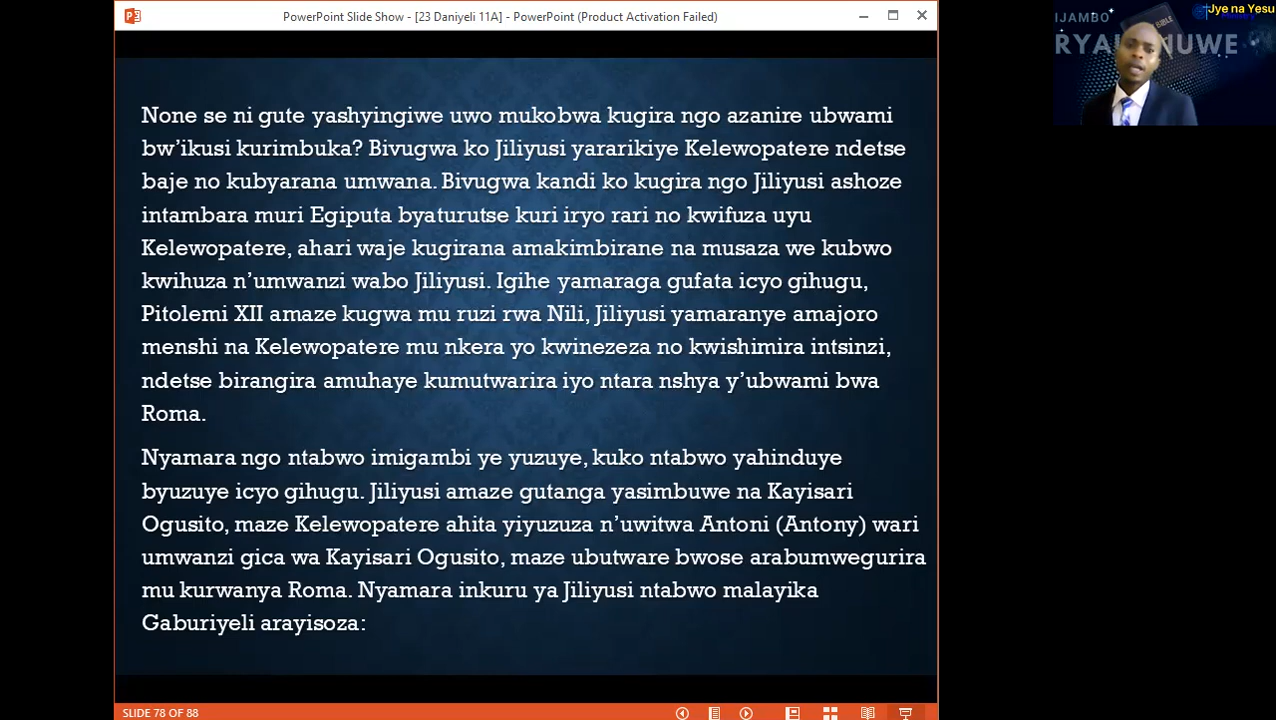 PowerPoint Slide Show - [23 Daniyeli 11A] - PowerPoint (Product Activation Failed)
None se ni gute yashyingiwe uwo mukobwa kugira ngo azanire ubwami
bw’ikusi kurimbuka? Bivugwa ko Jiliyusi yararikiye Kelewopatere ndetse
baje no kubyarana umwana. Bivugwa kandi ko kugira ngo Jiliyusi ashoze
intambara muri Egiputa byaturutse kuri iryo rari no kwifuza uyu
Kelewopatere, ahari waje kugirana amakimbirane na musaza we kubwo
kwihuza n’umwanzi wabo Jiliyusi. Igihe yamaraga gufata icyo gihugu,
Pitolemi XII amaze kugwa mu ruzi rwa Nili, Jiliyusi yamaranye amajoro
menshi na Kelewopatere mu nkera yo kwinezeza no kwishimira intsinzi,
ndetse birangira amuhaye kumutwarira iyo ntara nshya y’ubwami bwa
Roma.
Nyamara ngo ntabwo imigambi ye yuzuye, kuko ntabwo yahinduye
byuzuye icyo gihugu. Jiliyusi amaze gutanga yasimbuwe na Kayisari
Ogusito, maze Kelewopatere ahita yiyuzuza n’uwitwa Antoni (Antony) wari
umwanzi gica wa Kayisari Ogusito, maze ubutware bwose arabumwegurira
mu kurwanya Roma. Nyamara inkuru ya Jiliyusi ntabwo malayika
Gaburiyeli arayisoza:
SLIDE 78 OF 88
Jye na Yesu
IJAMBO
BIBLE